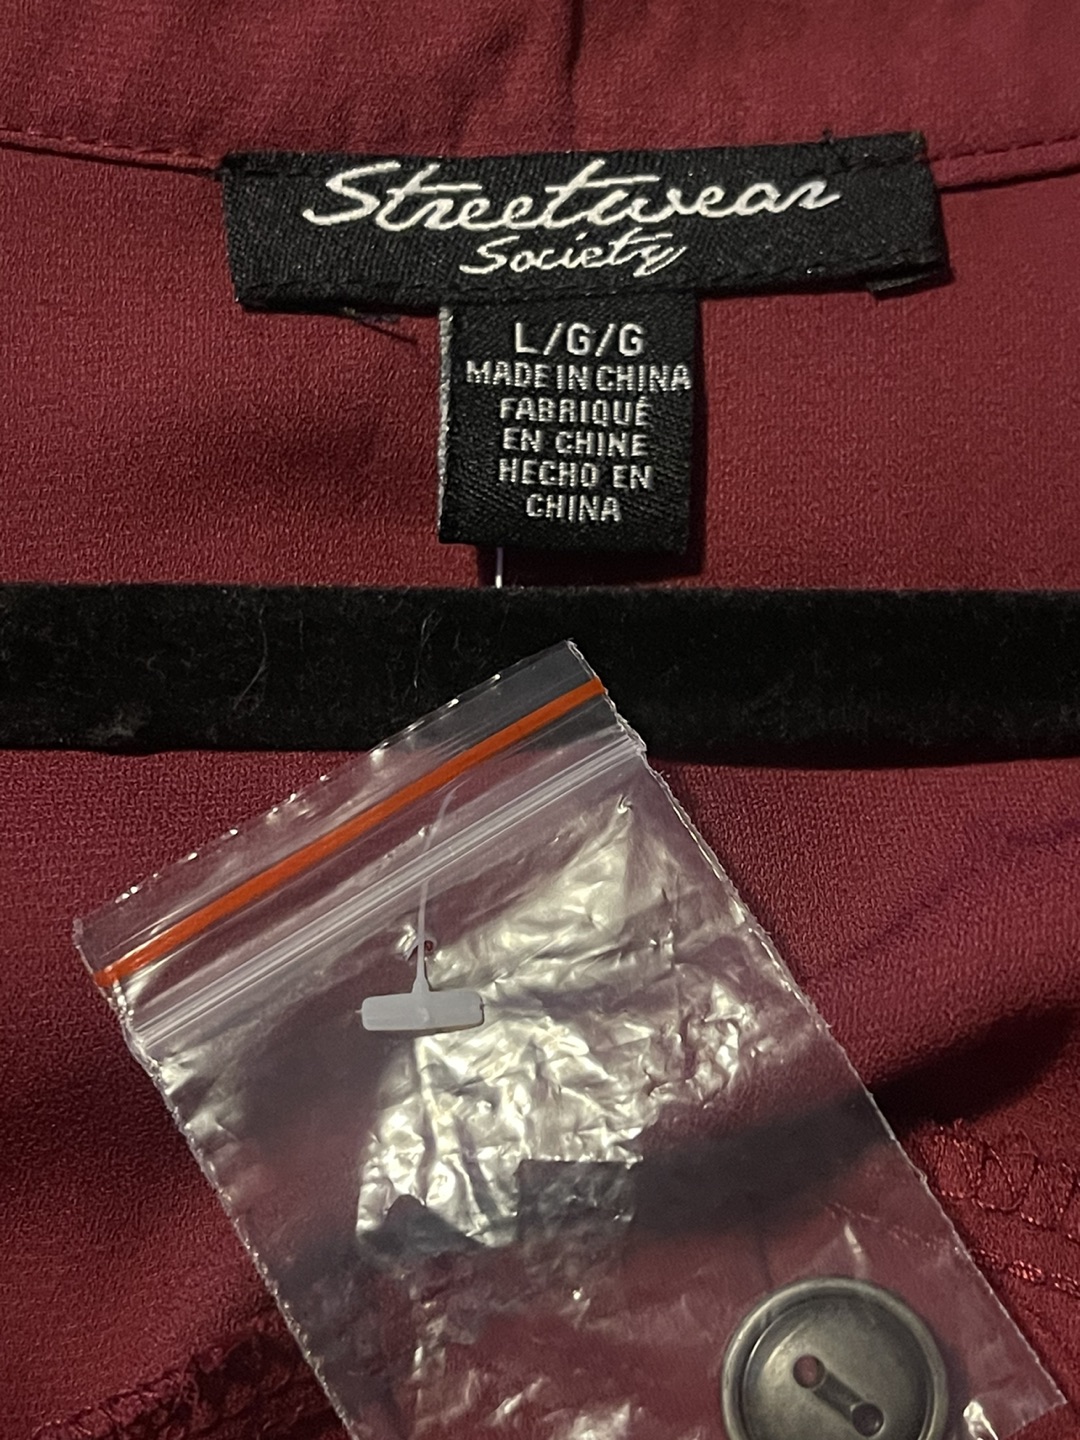 Streetwear
Society
L/G/G
MADE IN CHINA
FABRIQUÉ
EN CHINE
HECHO EN
CHINA